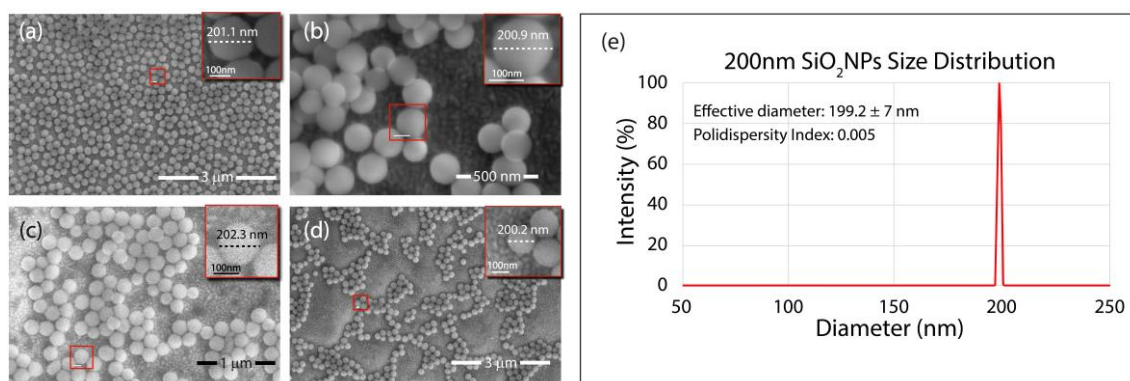 (a)
201.1 nm
100nm
3 μm
(b)
200.9 nm
100nm
500 nm
(c)
202.3 nm
100nm
1 μm
(d)
200.2 nm
100nm
3 μm
(e)
200nm SiO₂NPs Size Distribution
Effective diameter: 199.2 ± 7 nm
Polidispersity Index: 0.005
Intensity (%)
100
80
60
40
20
0
50
100
150
200
250
Diameter (nm)